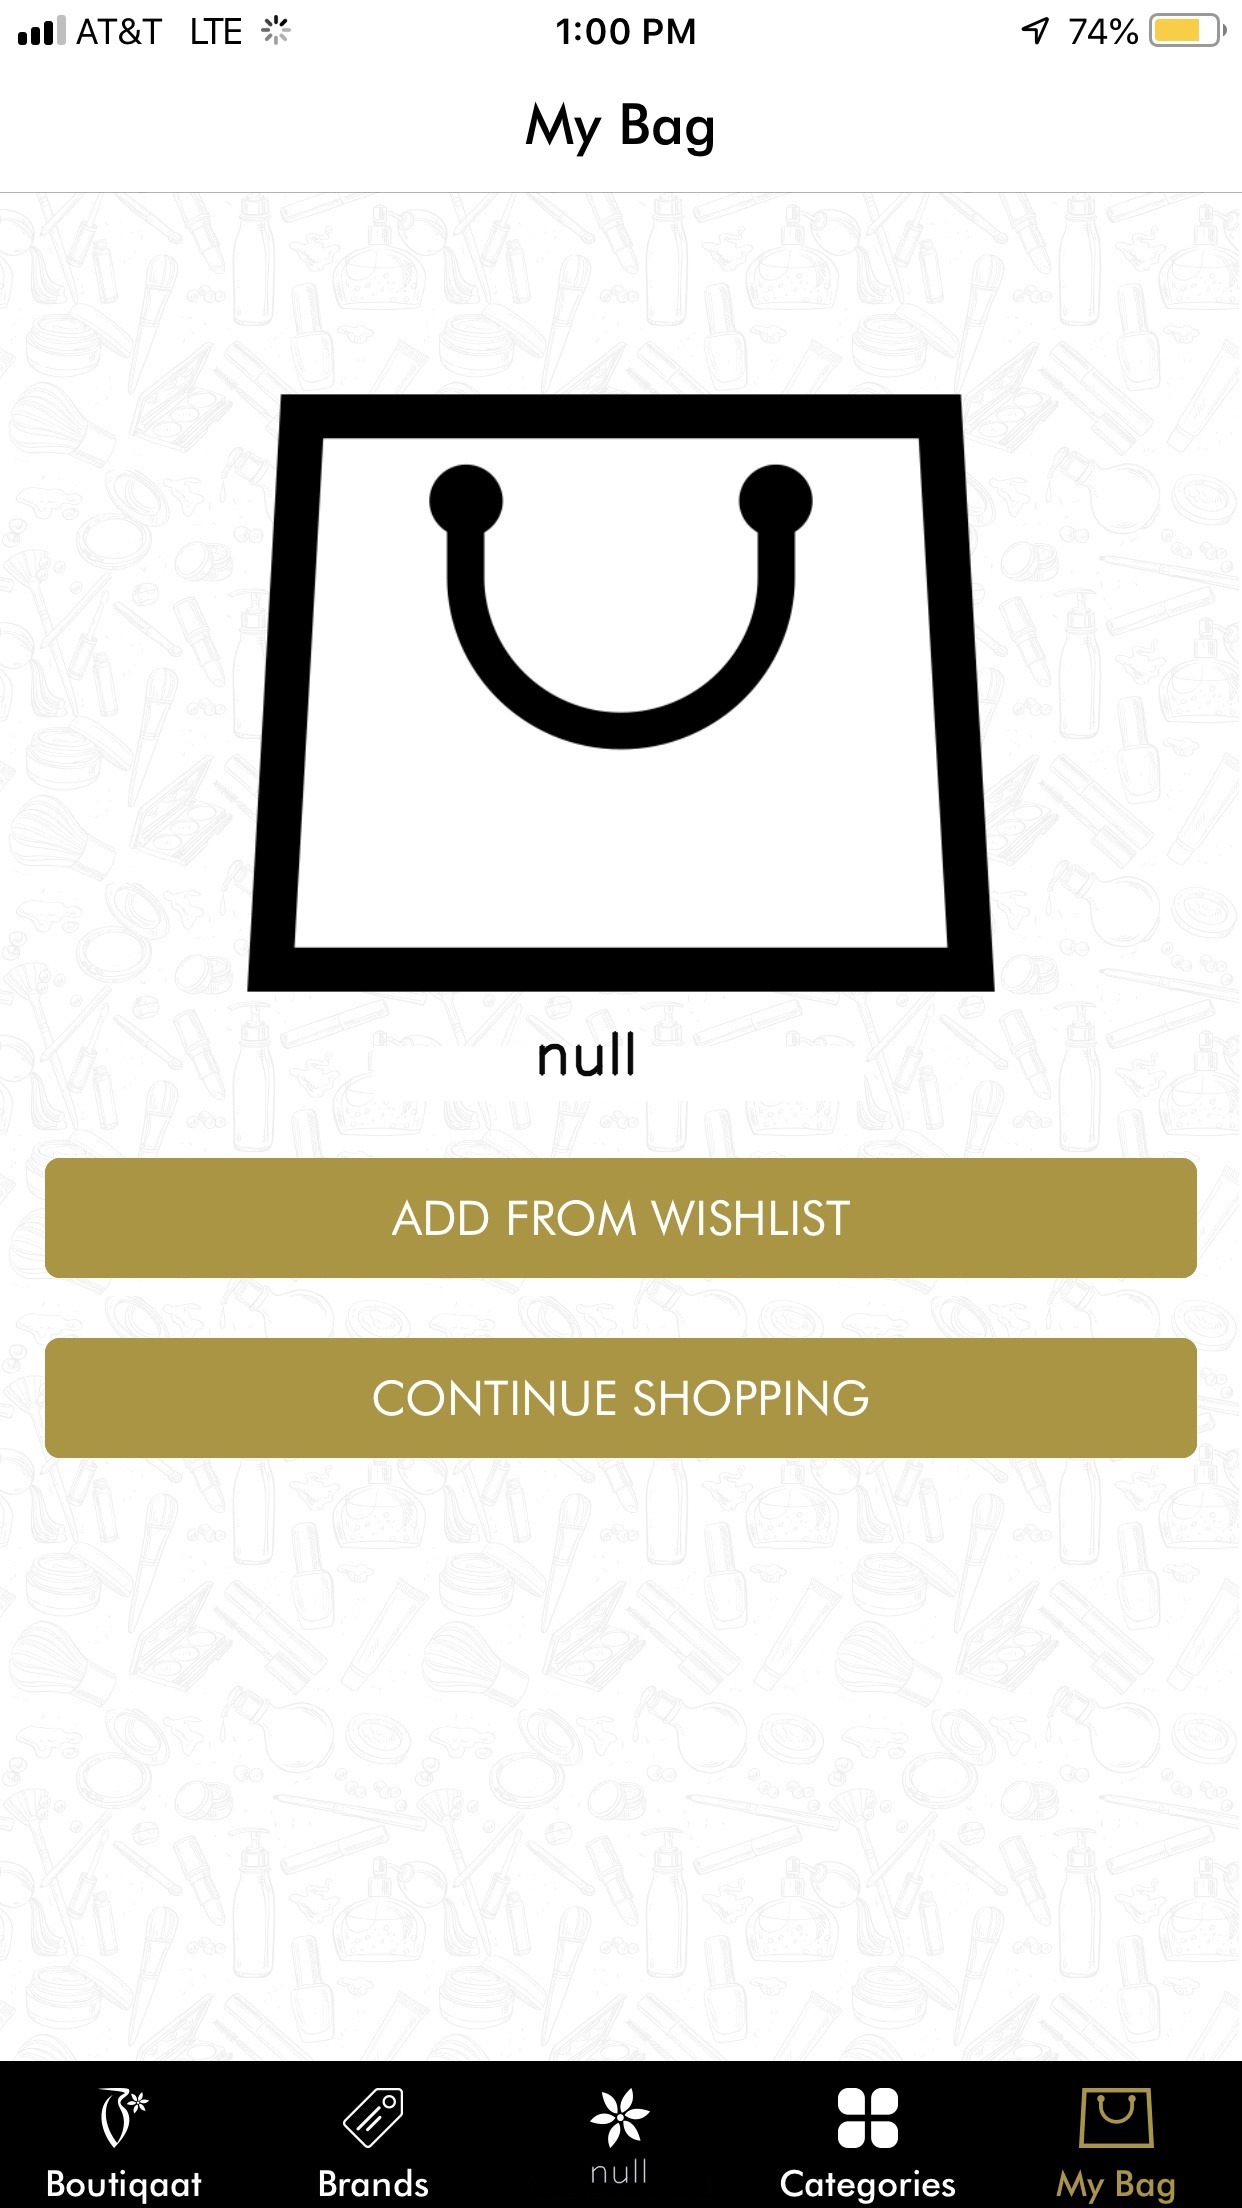 AT&T LTE 1:00 PM 74%
My Bag
null
ADD FROM WISHLIST
CONTINUE SHOPPING
Boutiqaat Brands null Categories My Bag